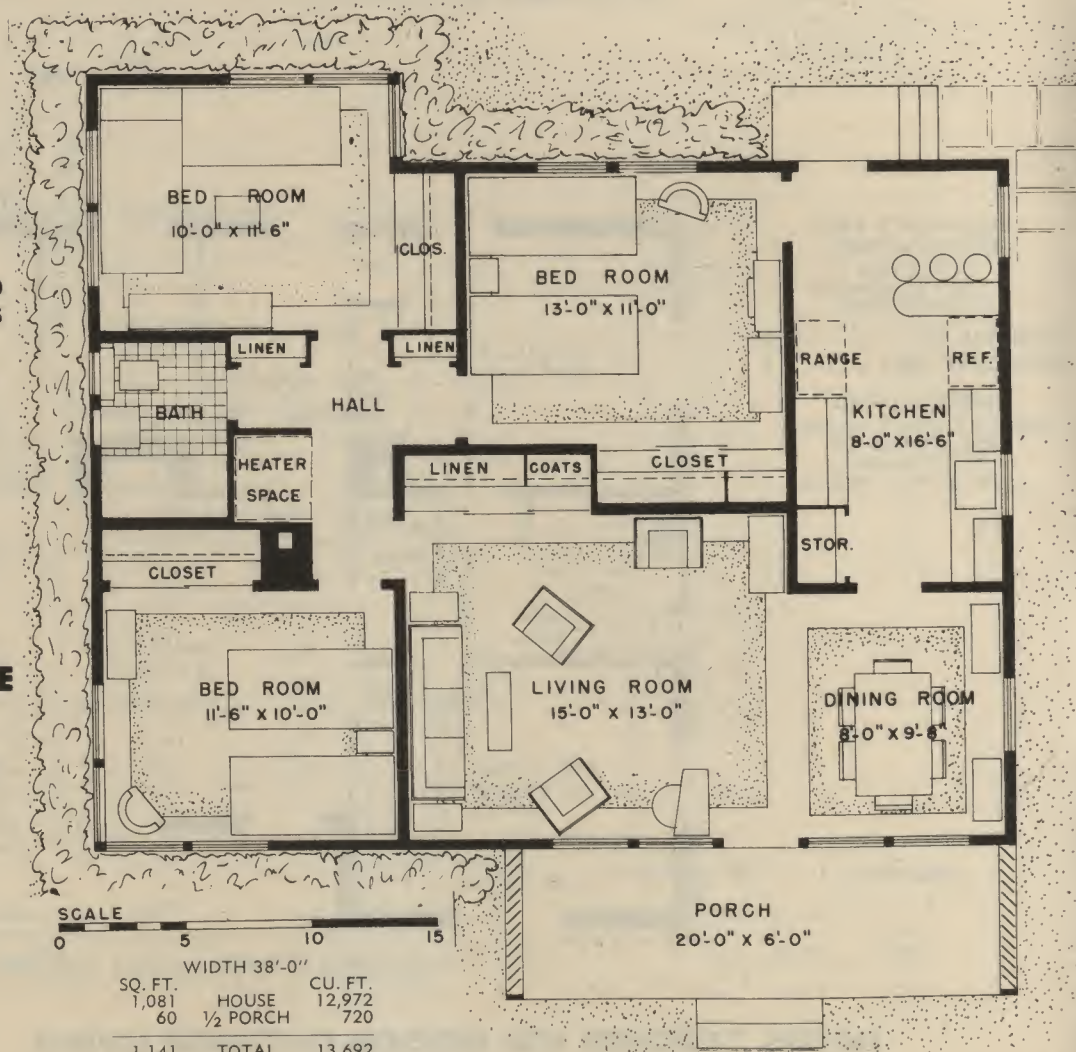 BED ROOM
10'-0" X 11'-6"
CLOS.
BED ROOM
13'-0" X 11'-0"
LINEN
LINEN
RANGE
REF.
BATH
HALL
KITCHEN
8'-0" X 16'-6"
HEATER
SPACE
LINEN
COATS
CLOSET
STOR.
CLOSET
BED ROOM
11'-6" X 10'-0"
LIVING ROOM
15'-0" X 13'-0"
DINING ROOM
8'-0" X 9'-8"
E
SCALE
0 5 10 15
PORCH
20'-0" X 6'-0"
WIDTH 38'-0"
SQ. FT. CU. FT.
1,081 HOUSE 12,972
60 ½ PORCH 720
1,141 TOTAL 13,692